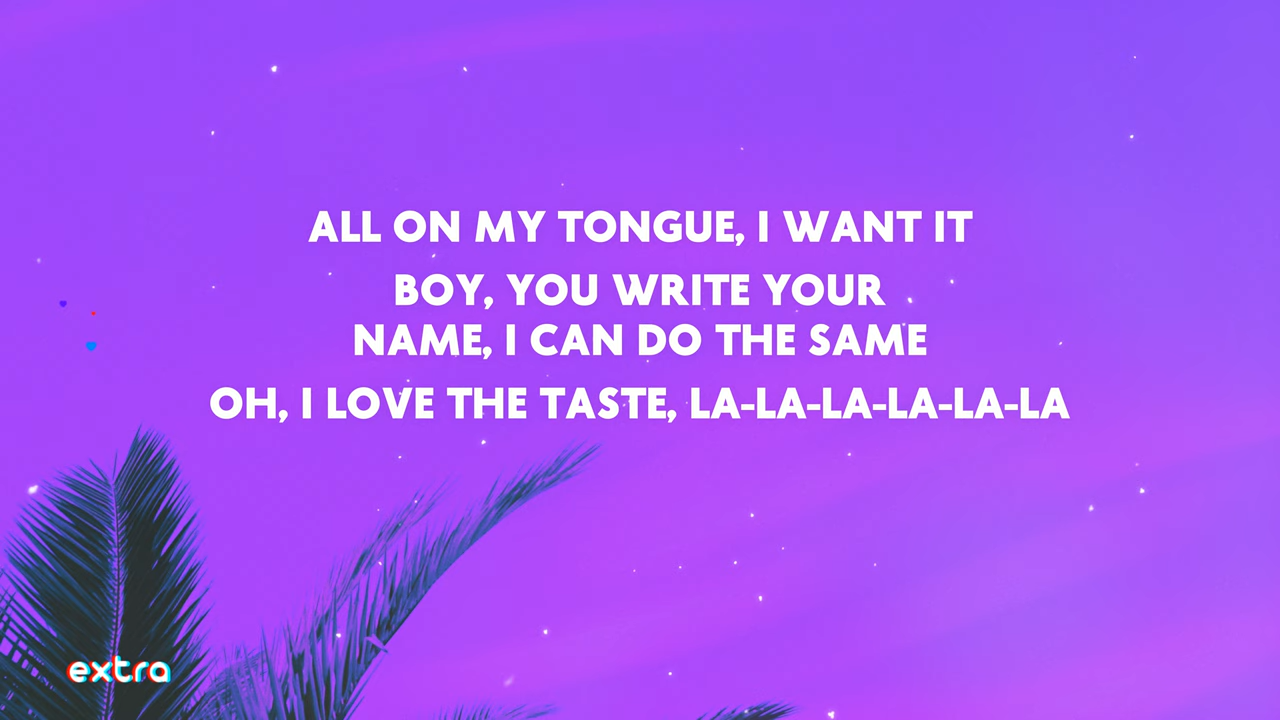 ALL ON MY TONGUE, I WANT IT
BOY, YOU WRITE YOUR
NAME, I CAN DO THE SAME
OH, I LOVE THE TASTE, LA-LA-LA-LA-LA-LA
extra